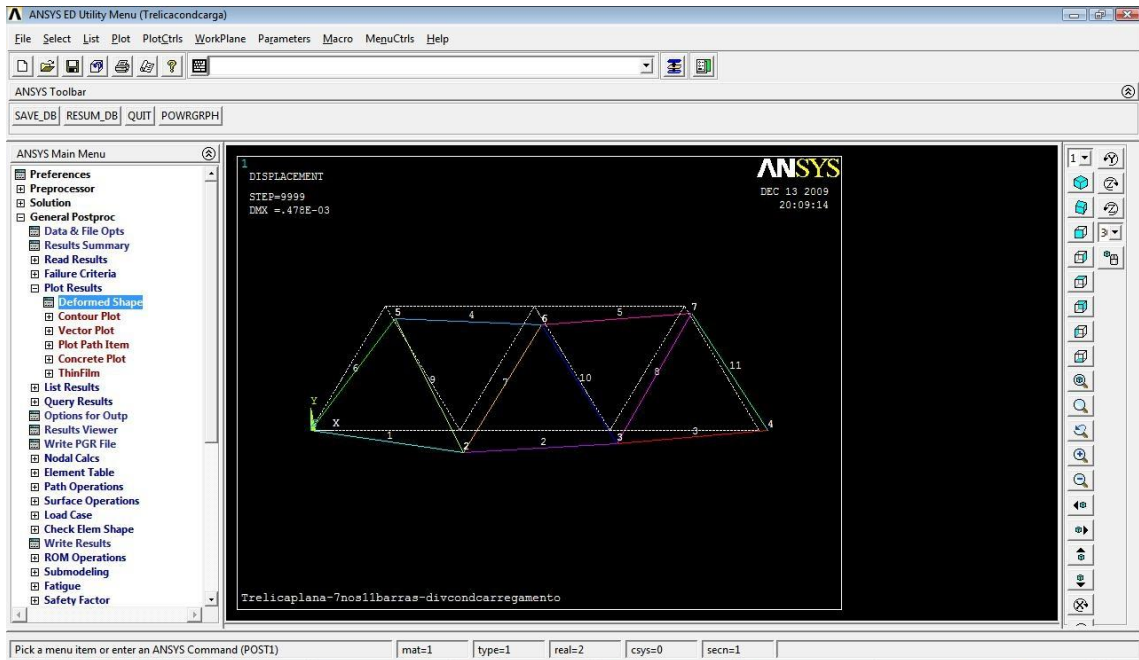 ANSYS ED Utility Menu (Trelicacondcarga)
File Select List Plot PlotCtrls WorkPlane Parameters Macro MenuCtrls Help
ANSYS Toolbar
SAVE_DB RESUM_DB QUIT POWRGRPH
ANSYS Main Menu
Preferences
Preprocessor
Solution
General Postproc
Data & File Opts
Results Summary
Read Results
Failure Criteria
Plot Results
Deformed Shape
Contour Plot
Vector Plot
Plot Path Item
Concrete Plot
ThinFilm
List Results
Query Results
Options for Outp
Results Viewer
Write PGR File
Nodal Calcs
Element Table
Path Operations
Surface Operations
Load Case
Check Elem Shape
Write Results
ROM Operations
Submodeling
Fatigue
Safety Factor
1
DISPLACEMENT
STEP=9999
DMX =.478E-03
ANSYS
DEC 13 2009
20:09:14
5 4 6 5 7
6 9 7 10 8 11
Y
X
1 2 2 3 3 4
Trelicaplana-7nos11barras-divcondcarregamento
1
Pick a menu item or enter an ANSYS Command (POST1) mat=1 type=1 real=2 csys=0 secn=1